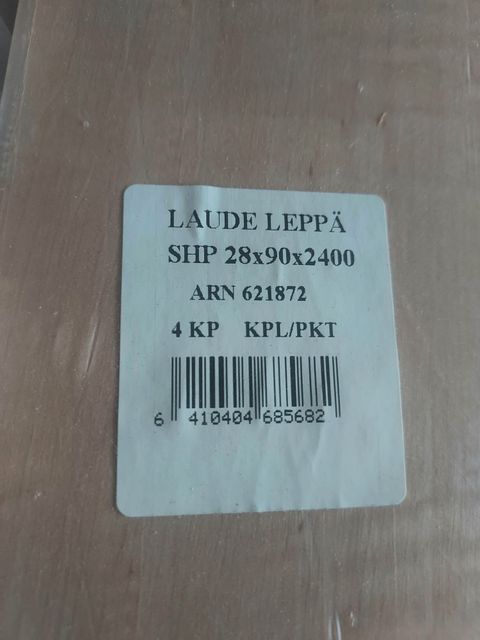 LAUDE LEPPÄ
SHP 28x90x2400
ARN 621872
4 KP KPL/PKT
6 410404 685682